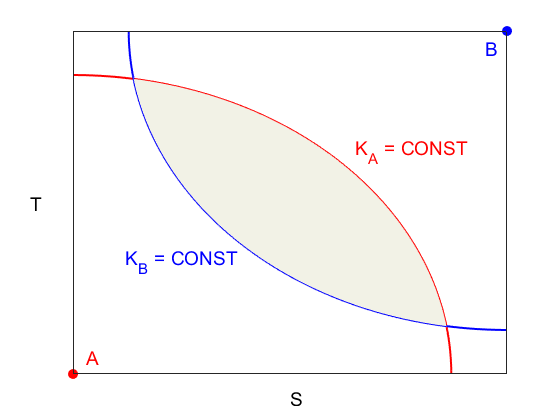 B
K_A = CONST
T
K_B = CONST
A
S